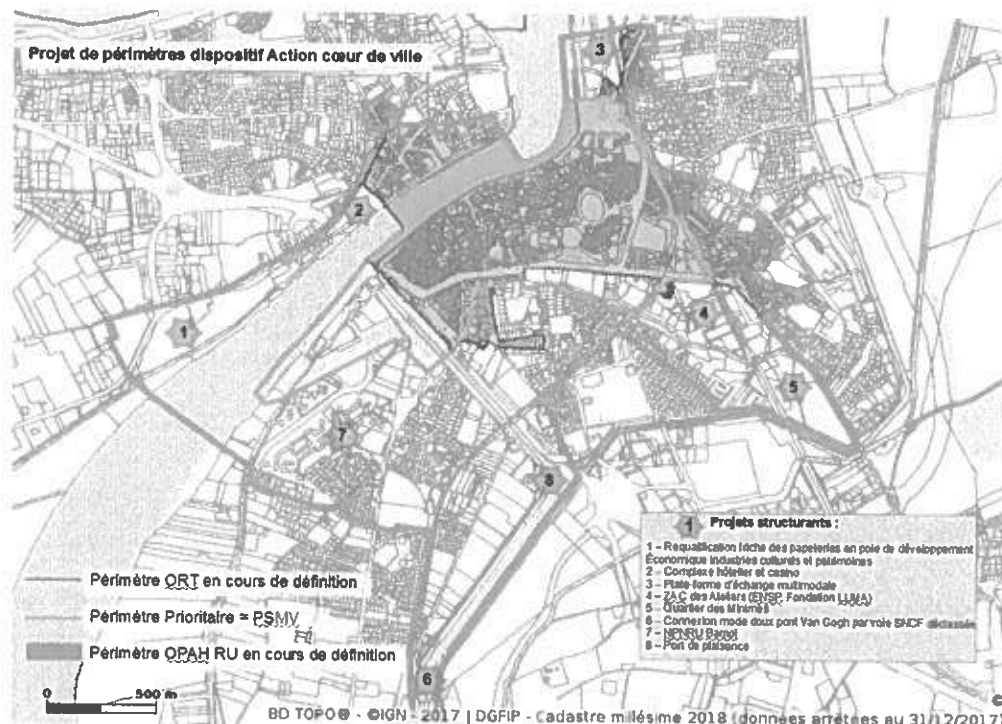 Projet de périmètres dispositif Action cœur de ville
3
2
1
4
5
7
8
6
1 Projets structurants :
1 – Requalification friche des papeteries en pole de développement
Économique industries culturels et patrimoines
2 – Complexe hôtelier et casino
3 – Plate-forme d'échange multimodale
4 – ZAC des Ateliers (ENSP, Fondation LUMA)
5 – Quartier des Minimes
6 – Connexion mode doux pont Van Gogh par voie SNCF déclassée
7 – NPNRU
8 – Port de plaisance
Périmètre ORT en cours de définition
Périmètre Prioritaire = PSMV
Périmètre OPAH RU en cours de définition
0 500 m
BD TOPO® - ©IGN - 2017 | DGFIP - Cadastre millésime 2018 (données arrêtées au 31/12/2017